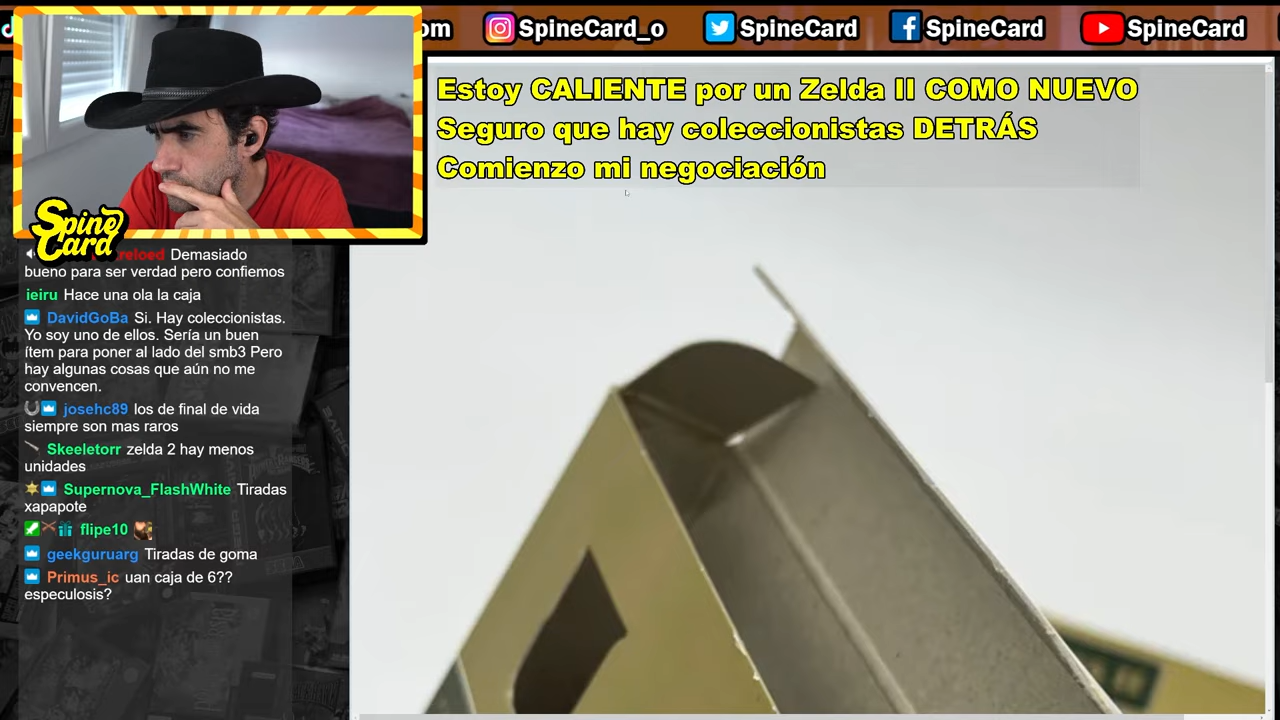 om SpineCard_o SpineCard SpineCard SpineCard
Estoy CALIENTE por un Zelda II COMO NUEVO
Seguro que hay coleccionistas DETRÁS
Comienzo mi negociación
Spine
Card
reloed Demasiado
bueno para ser verdad pero confiemos
ieiru Hace una ola la caja
DavidGoBa Si. Hay coleccionistas.
Yo soy uno de ellos. Sería un buen
ítem para poner al lado del smb3 Pero
hay algunas cosas que aún no me
convencen.
josehc89 los de final de vida
siempre son mas raros
Skeeletorr zelda 2 hay menos
unidades
Supernova_FlashWhite Tiradas
xapapote
flipe10
geekguruarg Tiradas de goma
Primus_ic uan caja de 6??
especulosis?